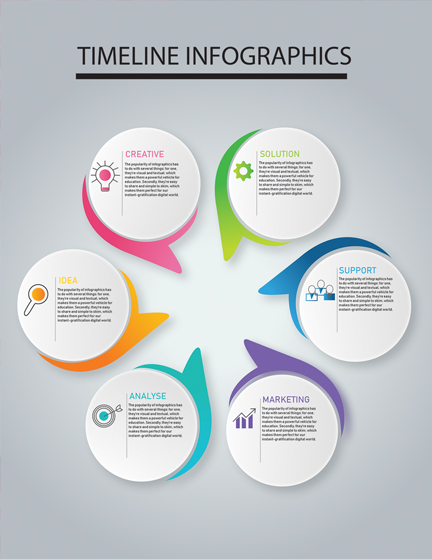 TIMELINE INFOGRAPHICS
CREATIVE
The popularity of infographics has
to do with several things: for one,
they're visual and textual, which
makes them a powerful vehicle for
education. Secondly, they're easy
to share and simple to skim, which
makes them perfect for our
instant-gratification digital world.
SOLUTION
The popularity of infographics has
to do with several things: for one,
they're visual and textual, which
makes them a powerful vehicle for
education. Secondly, they're easy
to share and simple to skim, which
makes them perfect for our
instant-gratification digital world.
IDEA
The popularity of infographics has
to do with several things: for one,
they're visual and textual, which
makes them a powerful vehicle for
education. Secondly, they're easy
to share and simple to skim, which
makes them perfect for our
instant-gratification digital world.
SUPPORT
The popularity of infographics has
to do with several things: for one,
they're visual and textual, which
makes them a powerful vehicle for
education. Secondly, they're easy
to share and simple to skim, which
makes them perfect for our
instant-gratification digital world.
ANALYSE
The popularity of infographics has
to do with several things: for one,
they're visual and textual, which
makes them a powerful vehicle for
education. Secondly, they're easy
to share and simple to skim, which
makes them perfect for our
instant-gratification digital world.
MARKETING
The popularity of infographics has
to do with several things: for one,
they're visual and textual, which
makes them a powerful vehicle for
education. Secondly, they're easy
to share and simple to skim, which
makes them perfect for our
instant-gratification digital world.